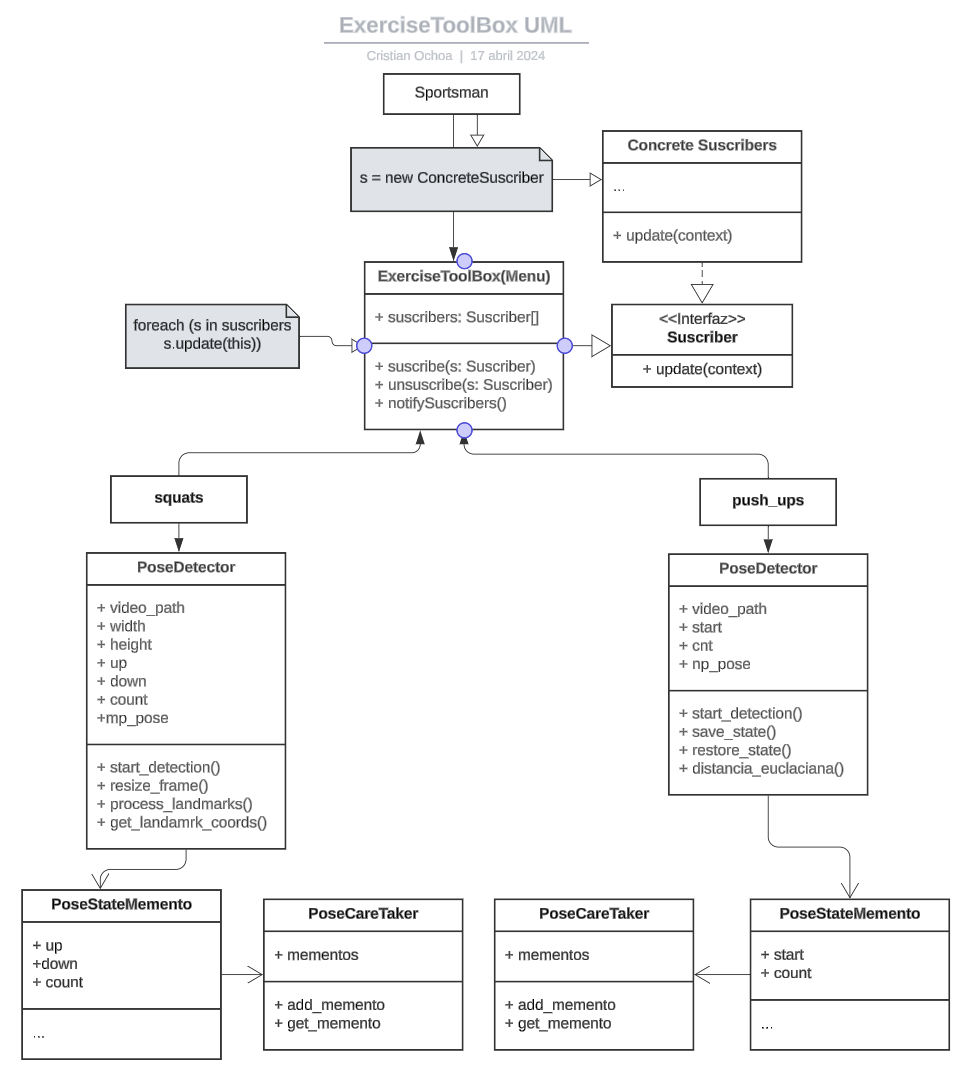 ExerciseToolBox UML
Cristian Ochoa | 17 abril 2024
Sportsman
s = new ConcreteSuscriber
Concrete Suscribers
...
+ update(context)
ExerciseToolBox(Menu)
+ suscribers: Suscriber[]
+ suscribe(s: Suscriber)
+ unsuscribe(s: Suscriber)
+ notifySuscribers()
foreach (s in suscribers
s.update(this))
<<Interfaz>>
Suscriber
+ update(context)
squats
push_ups
PoseDetector
+ video_path
+ width
+ height
+ up
+ down
+ count
+mp_pose
+ start_detection()
+ resize_frame()
+ process_landmarks()
+ get_landamrk_coords()
PoseDetector
+ video_path
+ start
+ cnt
+ np_pose
+ start_detection()
+ save_state()
+ restore_state()
+ distancia_euclaciana()
PoseStateMemento
+ up
+down
+ count
...
PoseCareTaker
+ mementos
+ add_memento
+ get_memento
PoseCareTaker
+ mementos
+ add_memento
+ get_memento
PoseStateMemento
+ start
+ count
...